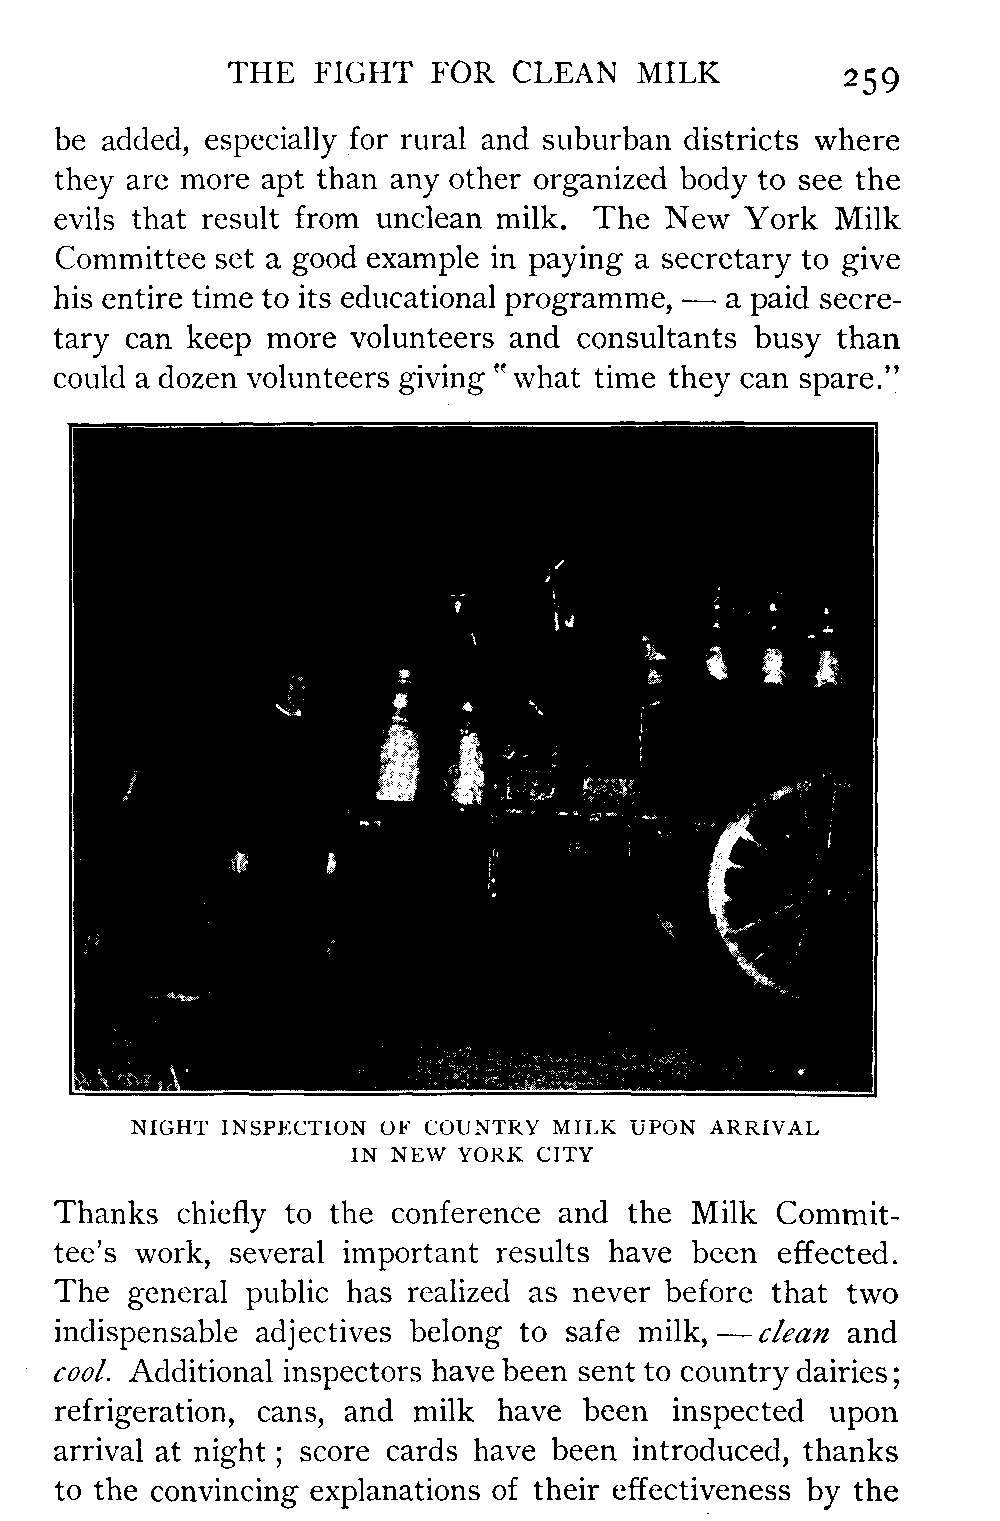 THE FIGHT FOR CLEAN MILK 259
be added, especially for rural and suburban districts where
they are more apt than any other organized body to see the
evils that result from unclean milk. The New York Milk
Committee set a good example in paying a secretary to give
his entire time to its educational programme, — a paid secre-
tary can keep more volunteers and consultants busy than
could a dozen volunteers giving "what time they can spare."
NIGHT INSPECTION OF COUNTRY MILK UPON ARRIVAL
IN NEW YORK CITY
Thanks chiefly to the conference and the Milk Commit-
tee's work, several important results have been effected.
The general public has realized as never before that two
indispensable adjectives belong to safe milk, — clean and
cool. Additional inspectors have been sent to country dairies;
refrigeration, cans, and milk have been inspected upon
arrival at night; score cards have been introduced, thanks
to the convincing explanations of their effectiveness by the